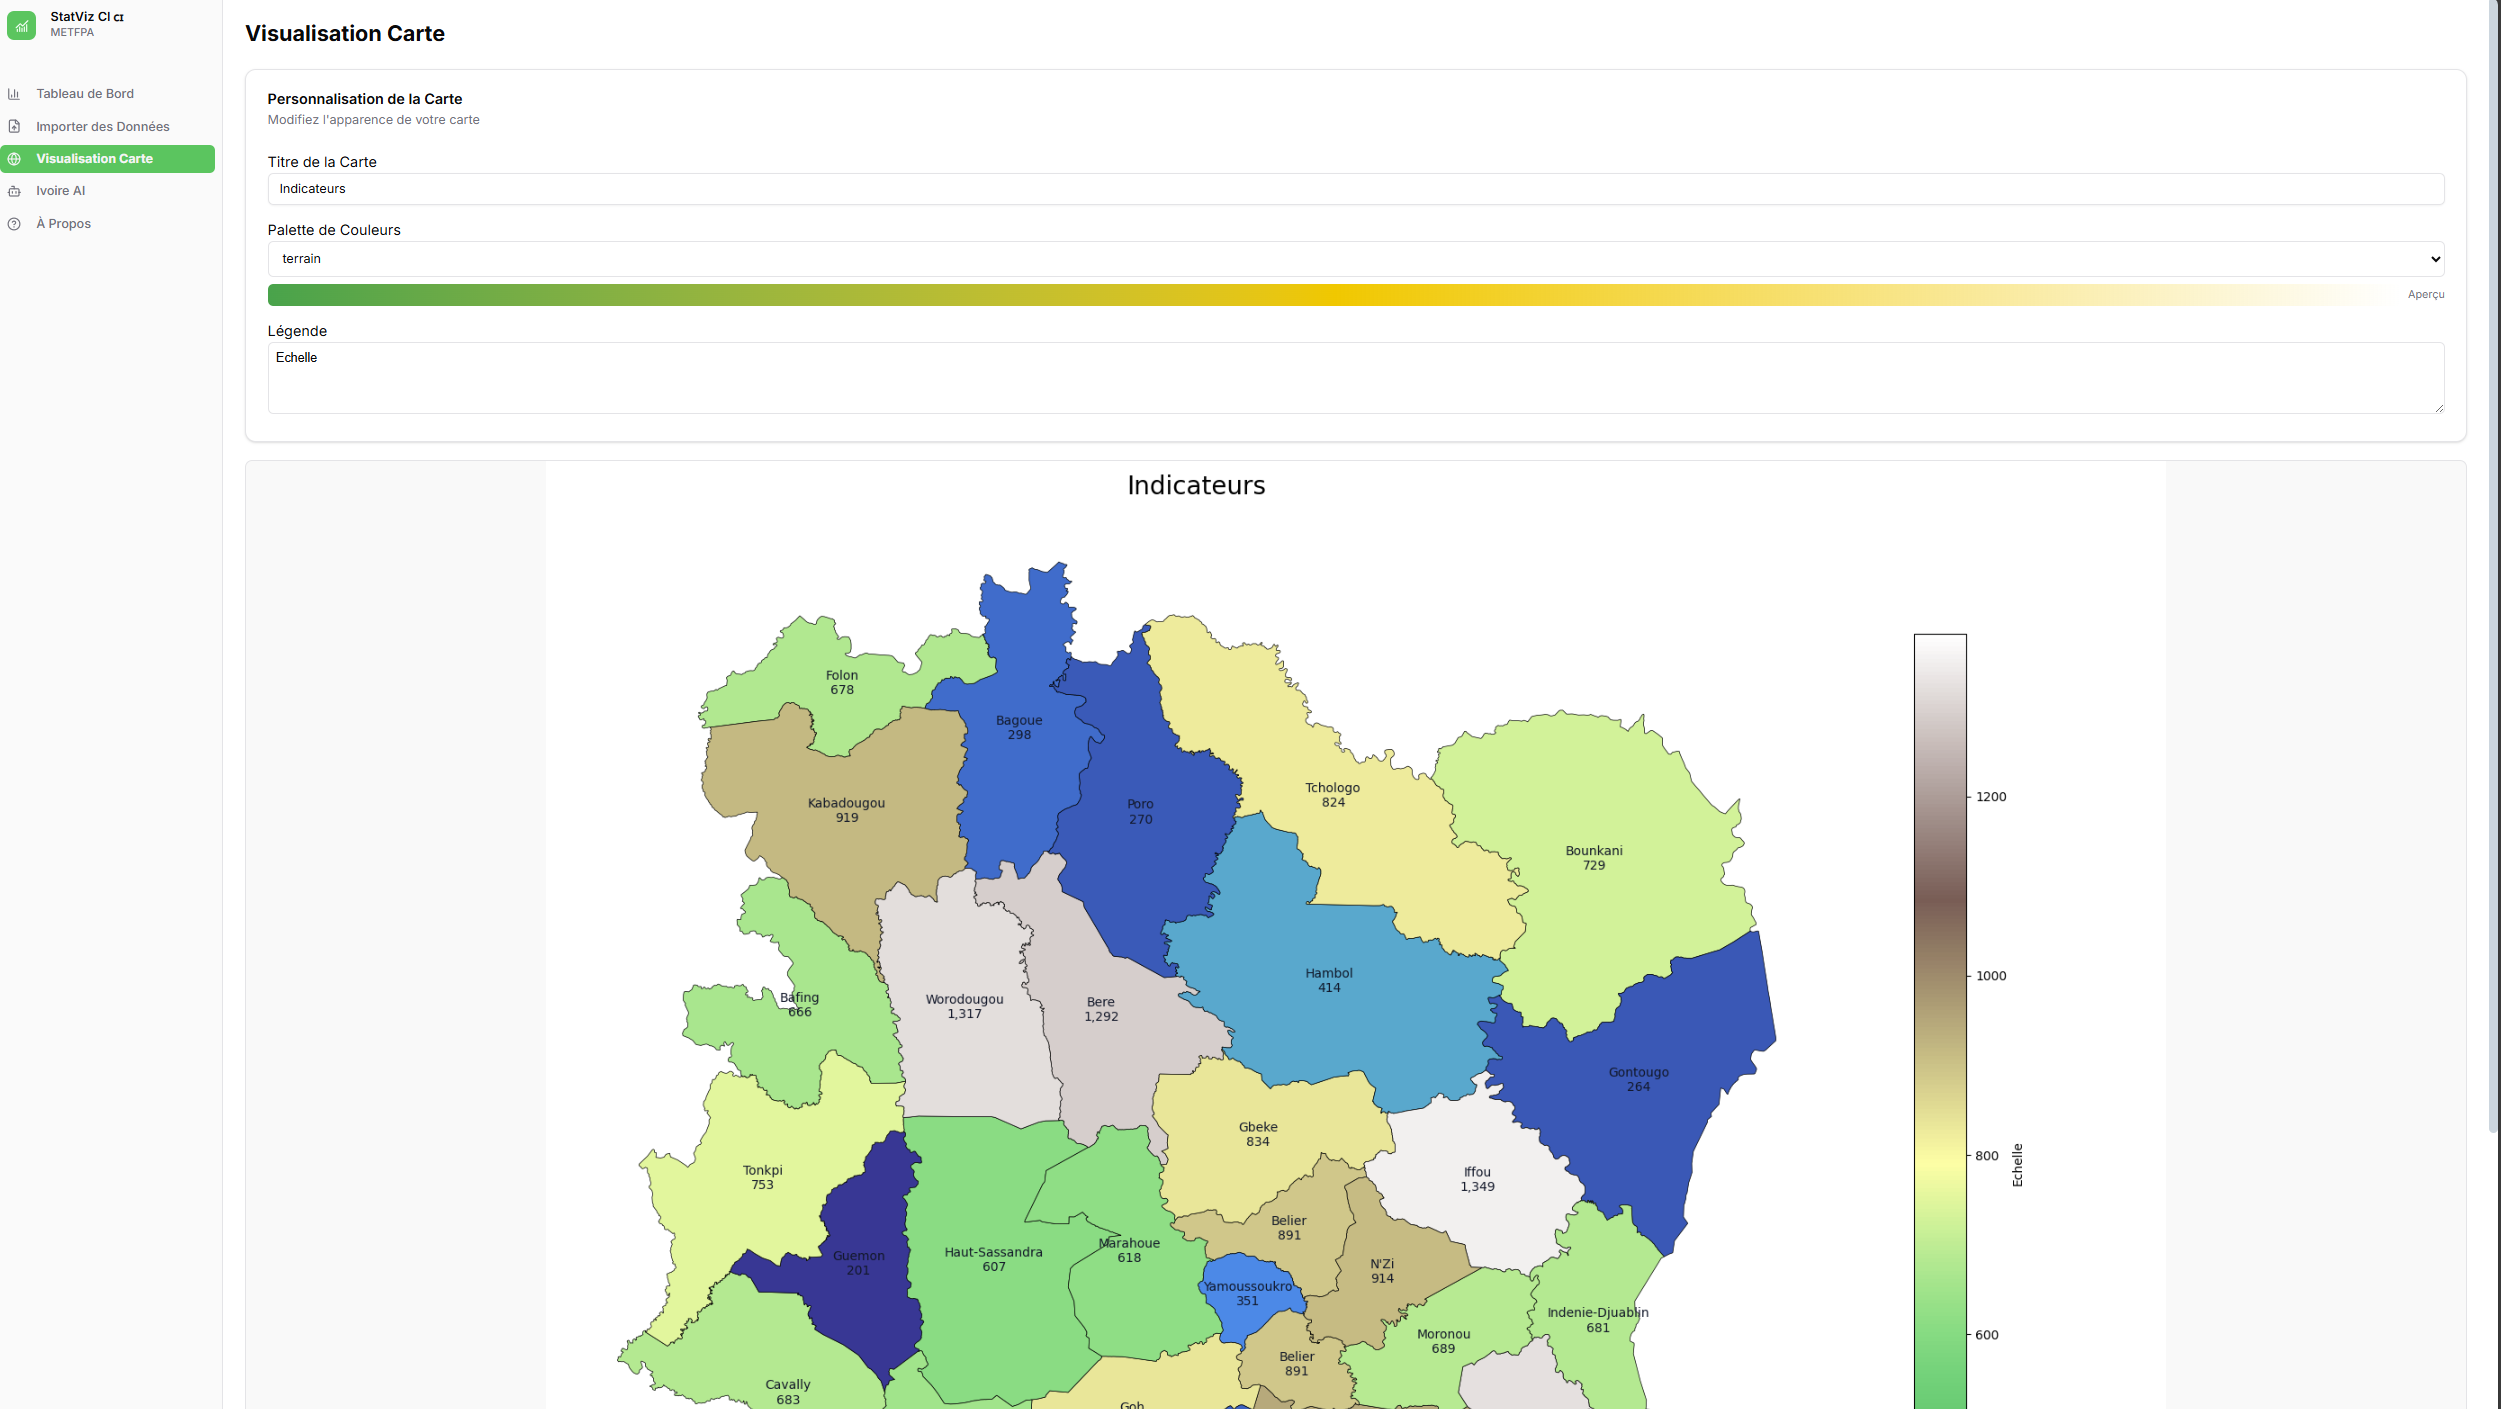 StatViz CI CI
METFPA
Tableau de Bord
Importer des Données
Visualisation Carte
Ivoire AI
À Propos
Visualisation Carte
Personnalisation de la Carte
Modifiez l'apparence de votre carte
Titre de la Carte
Indicateurs
Palette de Couleurs
terrain
Aperçu
Légende
Echelle
Indicateurs
Folon
678
Bagoue
298
Kabadougou
919
Poro
270
Tchologo
824
Bounkani
729
Hambol
414
Bafing
666
Worodougou
1,317
Bere
1,292
Gontougo
264
Gbeke
834
Tonkpi
753
Iffou
1,349
Belier
891
Guemon
201
Haut-Sassandra
607
Marahoue
618
N'Zi
914
Yamoussoukro
351
Indenie-Djuablin
681
Moronou
689
Belier
891
Cavally
683
Goh
1200
1000
800
600
Echelle